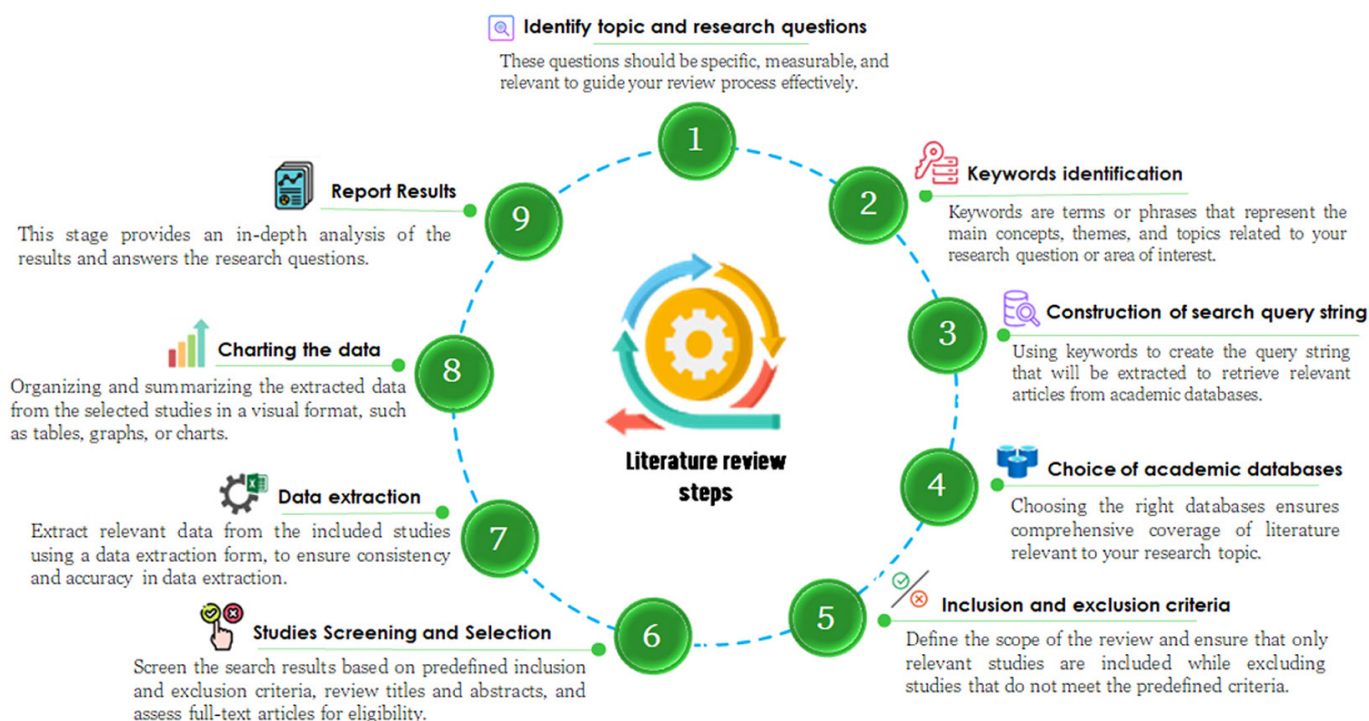 Identify topic and research questions
These questions should be specific, measurable, and
relevant to guide your review process effectively.
1
2
Keywords identification
Keywords are terms or phrases that represent the
main concepts, themes, and topics related to your
research question or area of interest.
3
Construction of search query string
Using keywords to create the query string
that will be extracted to retrieve relevant
articles from academic databases.
4
Choice of academic databases
Choosing the right databases ensures
comprehensive coverage of literature
relevant to your research topic.
5
Inclusion and exclusion criteria
Define the scope of the review and ensure that only
relevant studies are included while excluding
studies that do not meet the predefined criteria.
6
Studies Screening and Selection
Screen the search results based on predefined inclusion
and exclusion criteria, review titles and abstracts, and
assess full-text articles for eligibility.
7
Data extraction
Extract relevant data from the included studies
using a data extraction form, to ensure consistency
and accuracy in data extraction.
8
Charting the data
Organizing and summarizing the extracted data
from the selected studies in a visual format, such
as tables, graphs, or charts.
9
Report Results
This stage provides an in-depth analysis of the
results and answers the research questions.
Literature review
steps